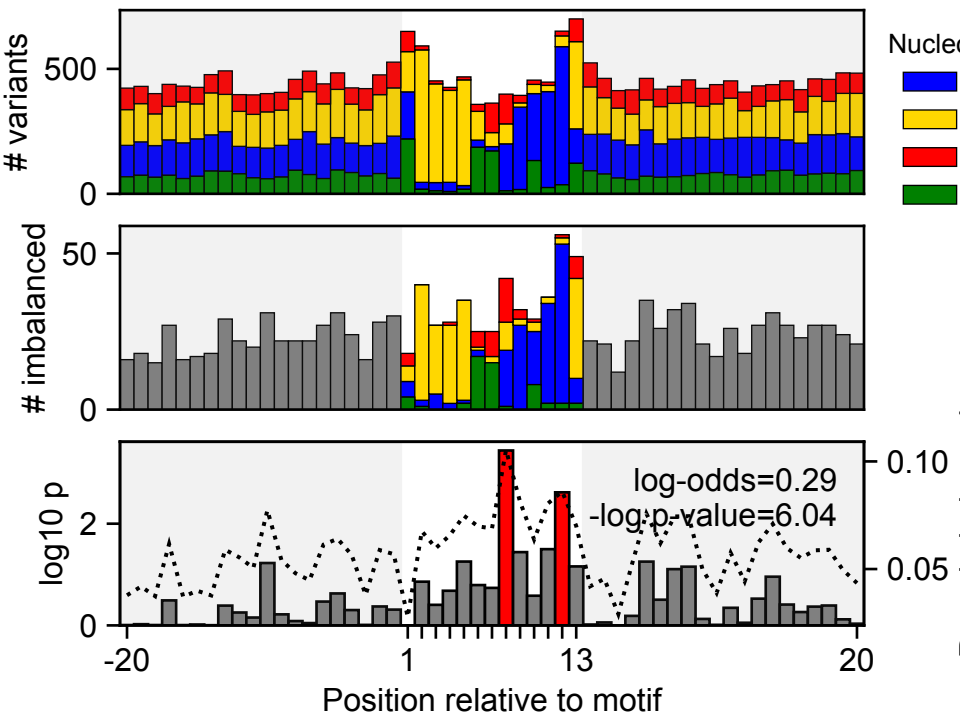 # variants
500
0
Nucleo
# imbalanced
50
0
log10 p
2
0
log-odds=0.29
-log p-value=6.04
0.10
0.05
-20
1
13
20
Position relative to motif